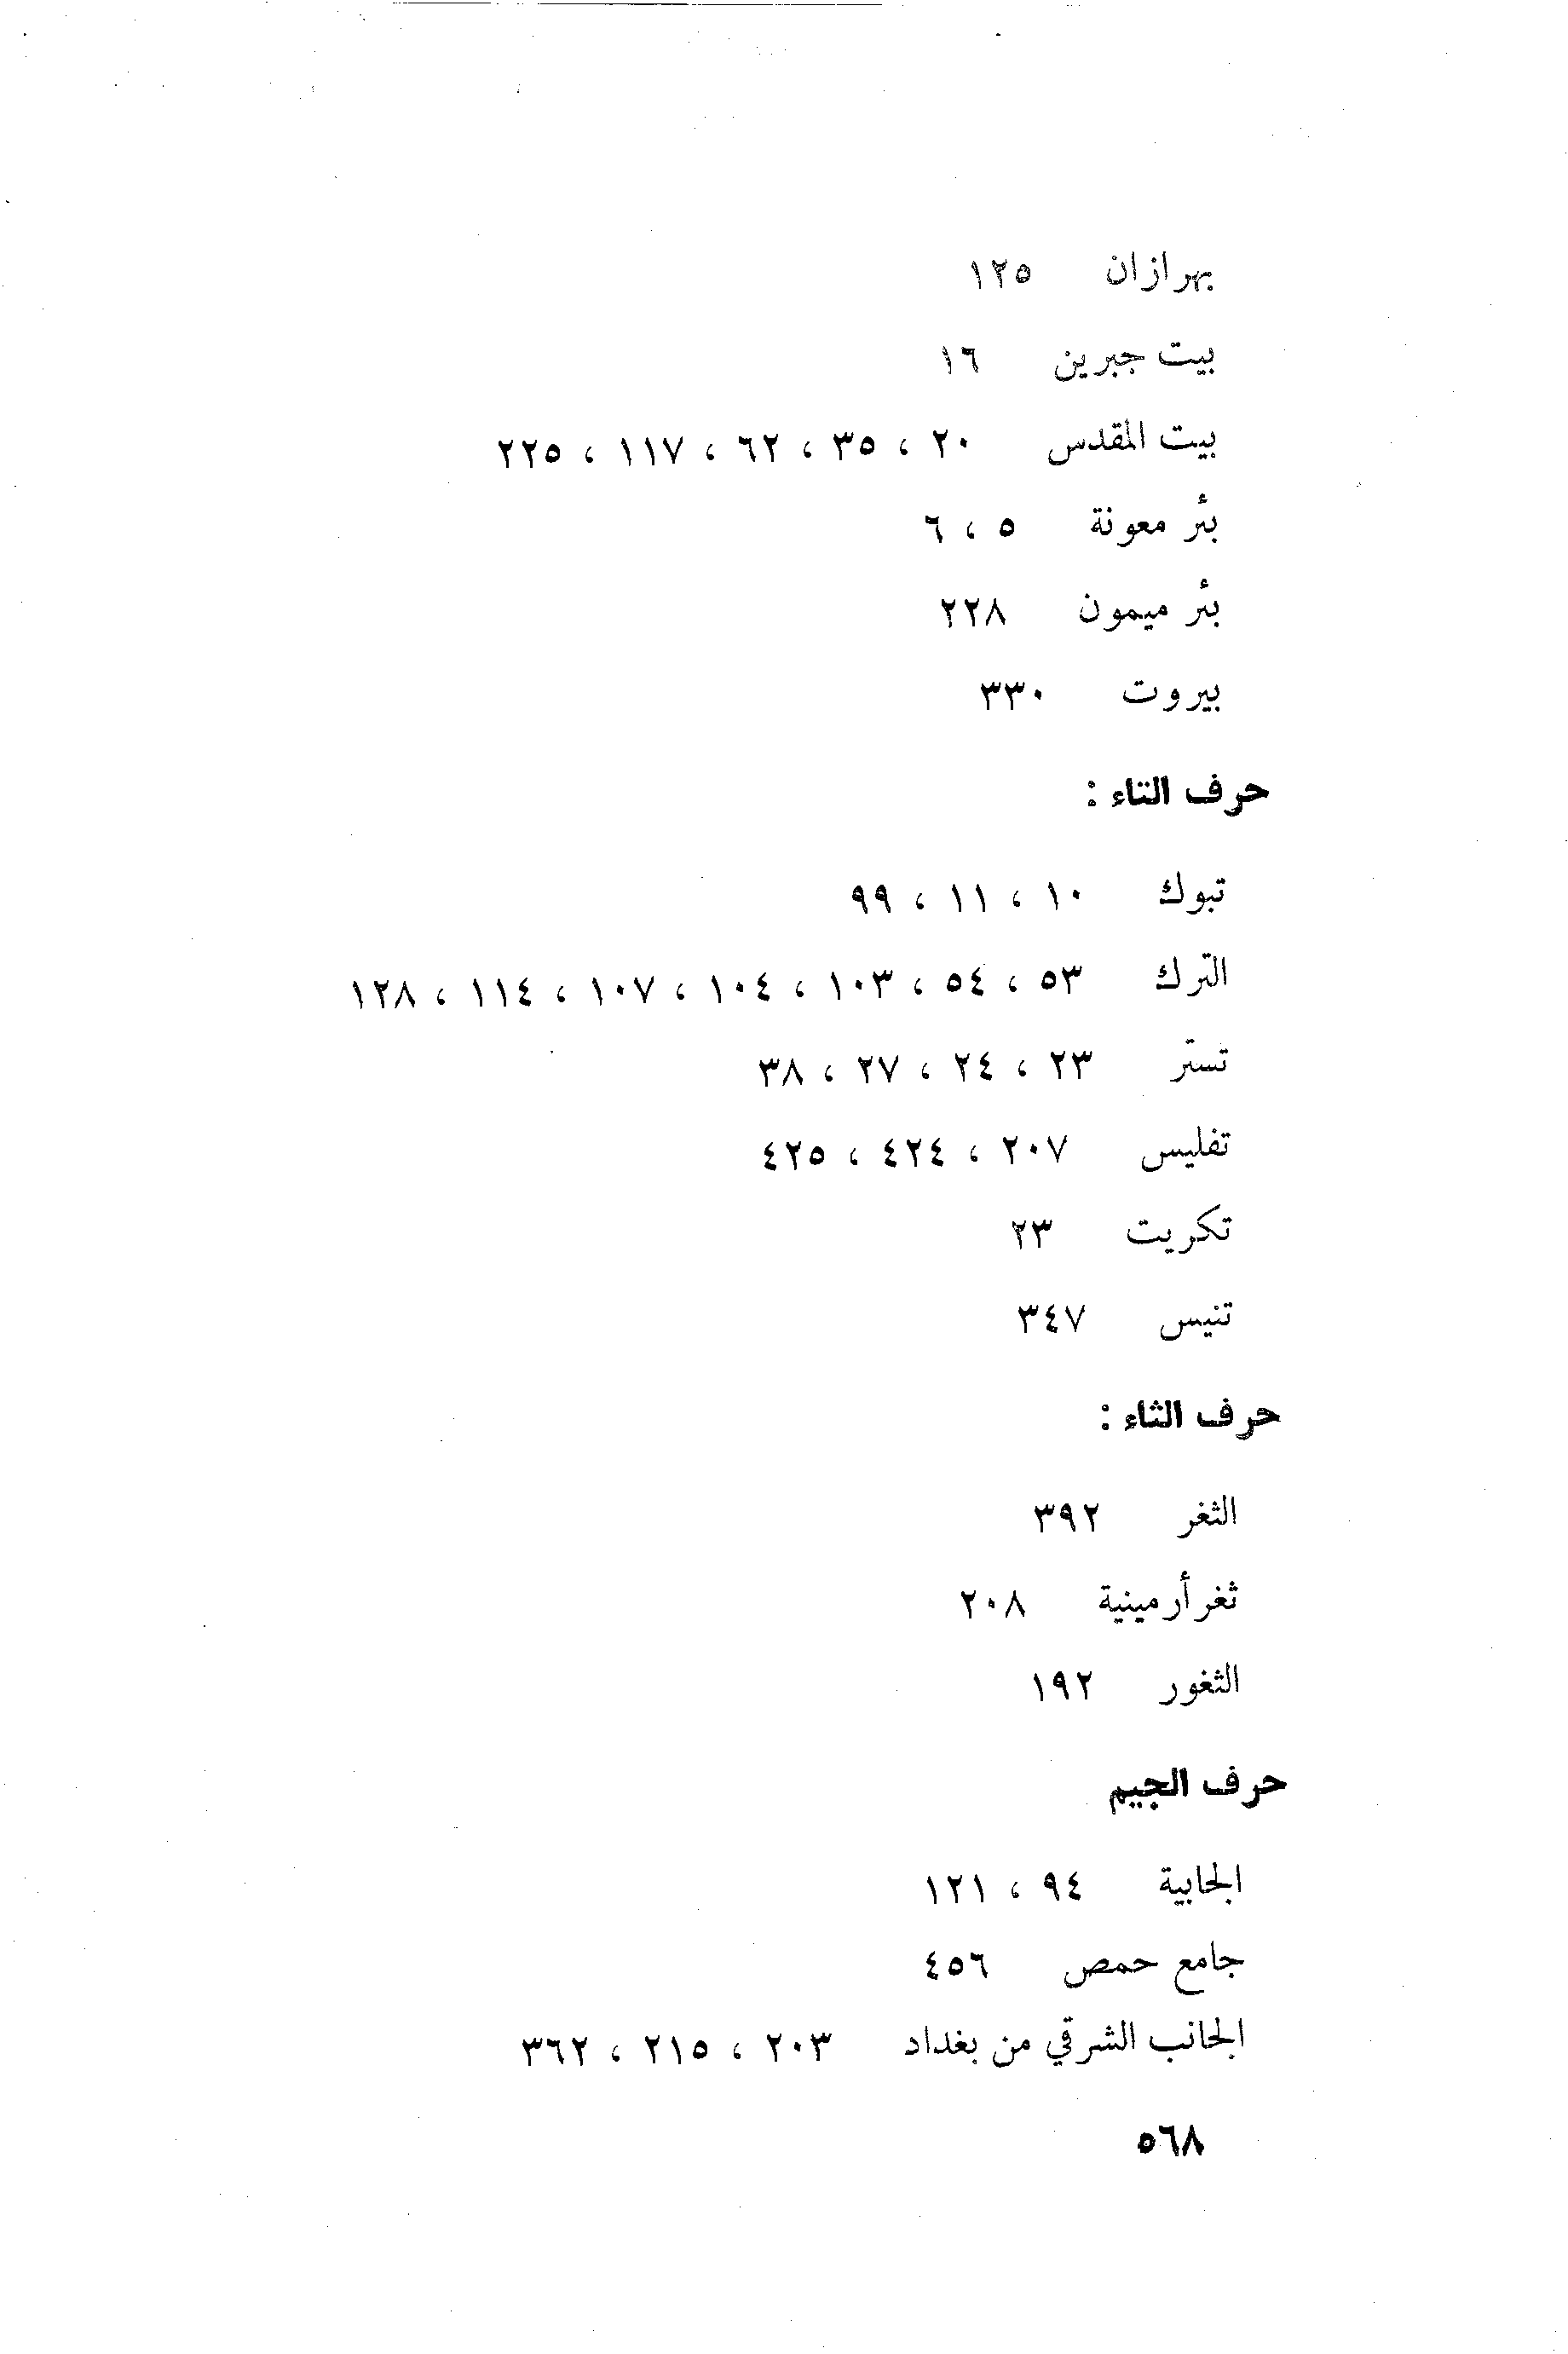 بهرازان ١٢٥
بيت جبرين ١٦
بيت المقدس ٢٠ ، ٣٥ ، ٦٢ ، ١١٧ ، ٢٢٥
بئر معونة ٥ ، ٦
بئر ميمون ٢٢٨
بيروت ٣٣٠
حرف التاء :
تبوك ١٠ ، ١١ ، ٩٩
الترك ٥٣ ، ٥٤ ، ١٠٣ ، ١٠٤ ، ١٠٧ ، ١١٤ ، ١٢٨
تستر ٢٣ ، ٢٤ ، ٢٧ ، ٣٨
تفليس ٢٠٧ ، ٤٢٤ ، ٤٢٥
تكريت ٢٣
تنيس ٣٤٧
حرف الثاء :
الثغر ٣٩٢
ثغر أرمينية ٢٠٨
الثغور ١٩٢
حرف الجيم
الجابية ٩٤ ، ١٢١
جامع حمص ٤٥٦
الجانب الشرقي من بغداد ٢٠٣ ، ٢١٥ ، ٣٦٢
٥٦٨